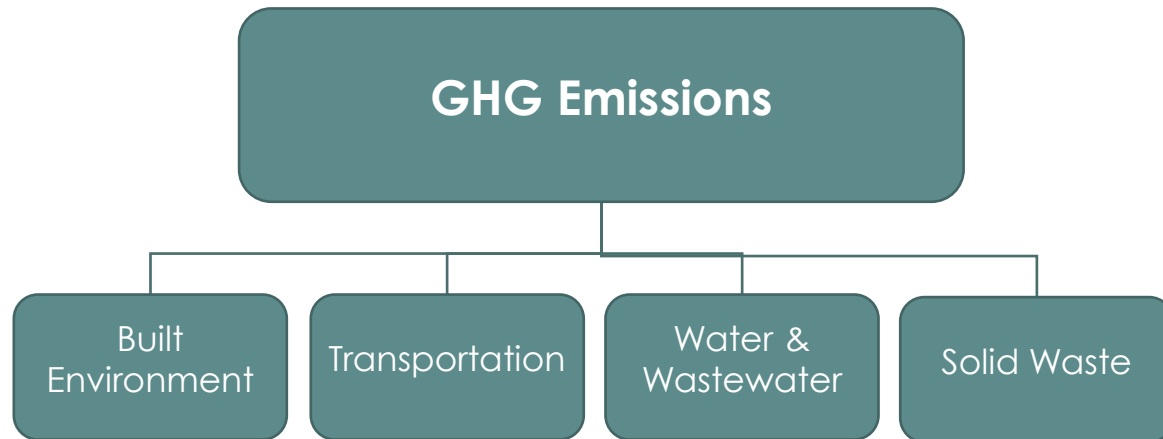 GHG Emissions
Built
Environment
Transportation
Water &
Wastewater
Solid Waste